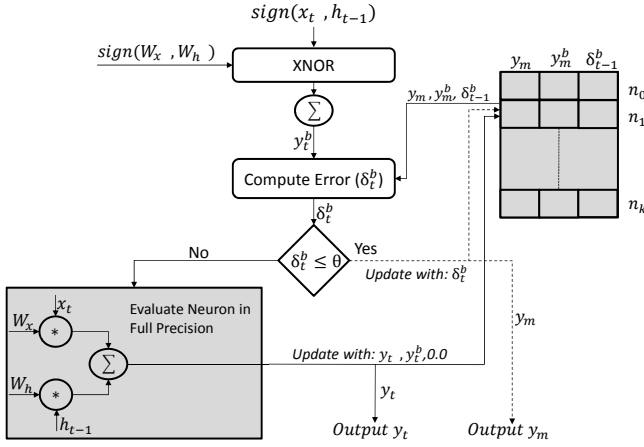 sign(x_t , h_{t−1})
sign(W_x , W_h )
XNOR
y_m y_m^b δ_{t−1}^b
n_0
n_1
n_k
∑
y_m , y_m^b, δ_{t−1}^b
y_t^b
Compute Error (δ_t^b)
δ_t^b
δ_t^b ≤ θ
No
Yes
Update with: δ_t^b
y_m
Evaluate Neuron in
Full Precision
x_t
W_x
*
∑
W_h
*
h_{t−1}
Update with: y_t , y_t^b,0.0
y_t
Output y_t
Output y_m